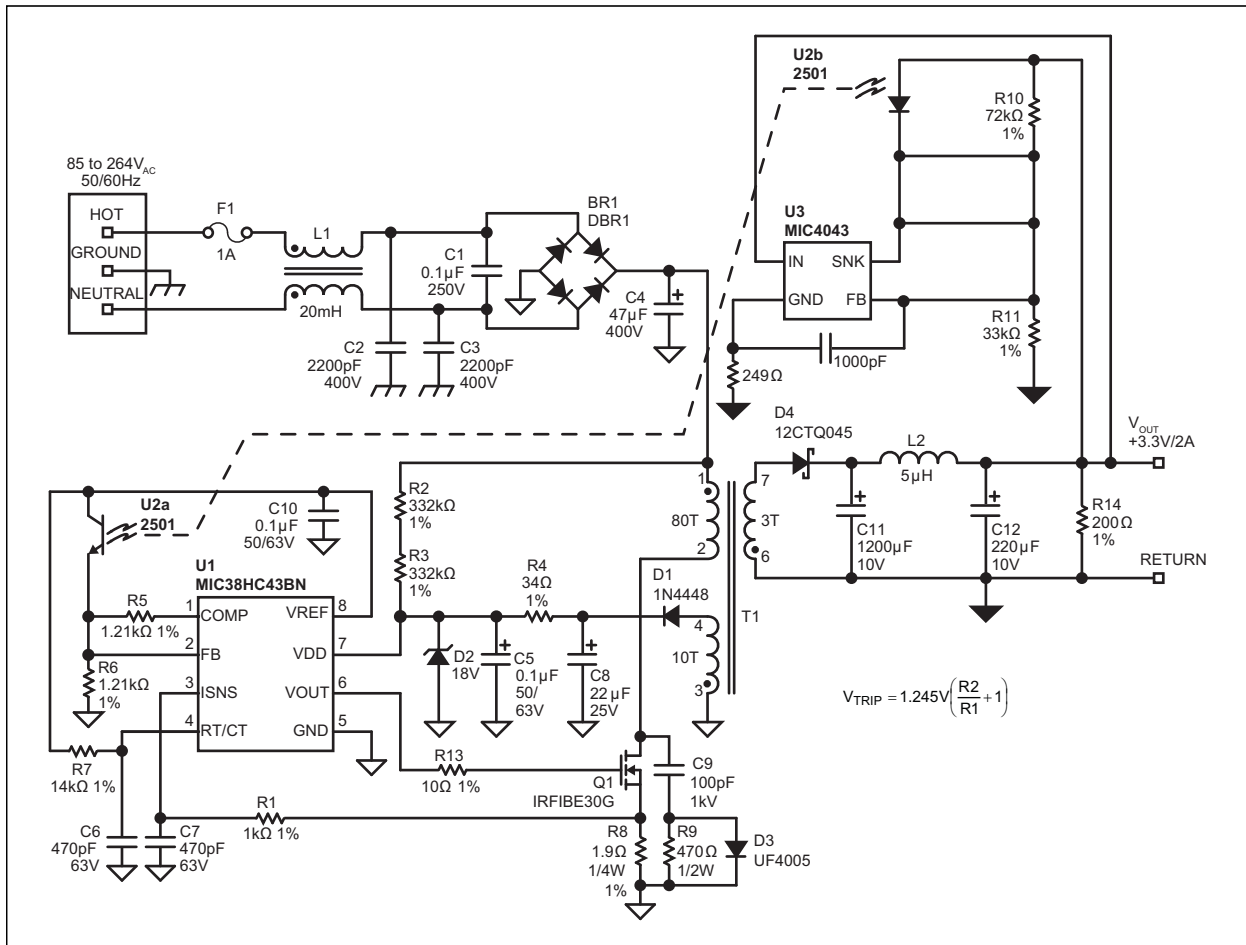 85 to 264VAC
50/60Hz
HOT
GROUND
NEUTRAL
F1
1A
L1
20mH
C2
2200pF
400V
C3
2200pF
400V
C1
0.1µF
250V
BR1
DBR1
C4
47µF
400V
U2b
2501
R10
72kΩ
1%
U3
MIC4043
IN
SNK
GND
FB
R11
33kΩ
1%
1000pF
249Ω
D4
12CTQ045
L2
5µH
VOUT
+3.3V/2A
C11
1200µF
10V
C12
220µF
10V
R14
200Ω
1%
RETURN
1
80T
2
7
3T
6
T1
4
10T
3
R2
332kΩ
1%
R3
332kΩ
1%
R4
34Ω
1%
D1
1N4448
D2
18V
C5
0.1µF
50/
63V
C8
22µF
25V
U2a
2501
C10
0.1µF
50/63V
U1
MIC38HC43BN
R5
1.21kΩ 1%
R6
1.21kΩ
1%
1
COMP
VREF
8
2
FB
VDD
7
3
ISNS
VOUT
6
4
RT/CT
GND
5
R7
14kΩ 1%
C6
470pF
63V
C7
470pF
63V
R1
1kΩ 1%
R13
10Ω 1%
Q1
IRFIBE30G
C9
100pF
1kV
R8
1.9Ω
1/4W
1%
R9
470Ω
1/2W
D3
UF4005
VTRIP = 1.245V(R2/R1 + 1)